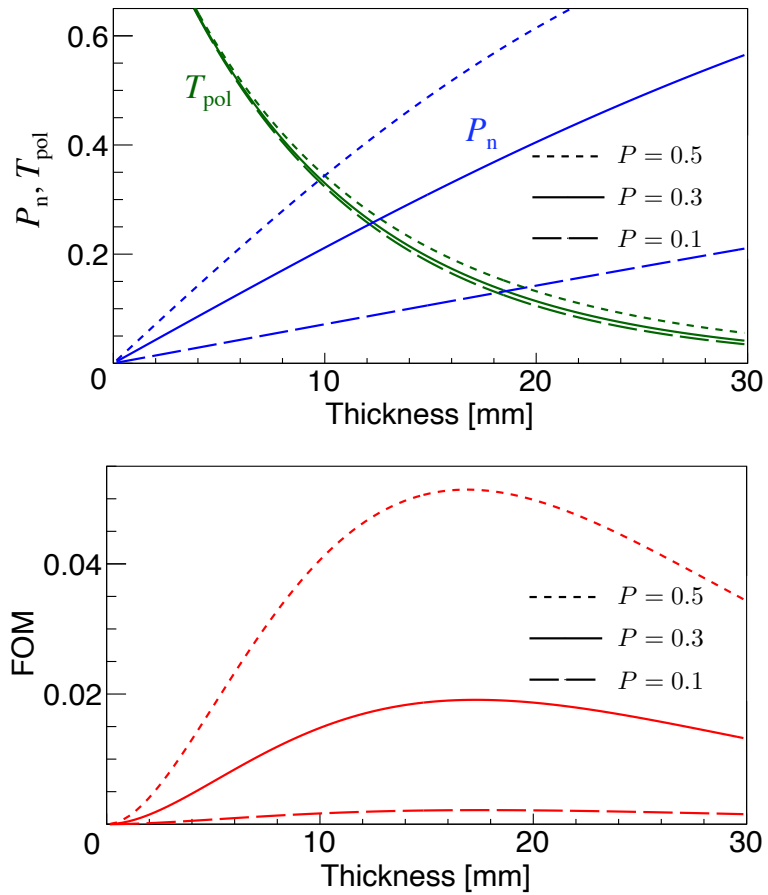 0.6
T_pol
P_n
P = 0.5
0.4
P = 0.3
P_n, T_pol
P = 0.1
0.2
0 10 20 30
Thickness [mm]
0.04
P = 0.5
FOM
P = 0.3
P = 0.1
0.02
0 10 20 30
Thickness [mm]